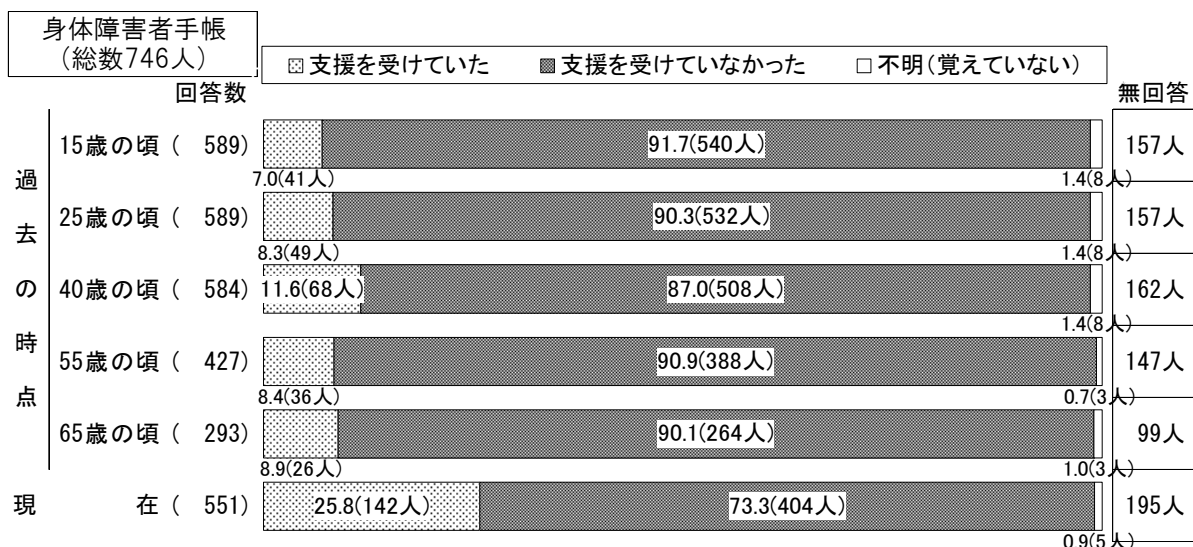 身体障害者手帳
(総数746人)
支援を受けていた 支援を受けていなかった 不明(覚えていない)
回答数 無回答
過去の時点
15歳の頃 ( 589) 91.7(540人) 157人
7.0(41人) 1.4(8人)
25歳の頃 ( 589) 90.3(532人) 157人
8.3(49人) 1.4(8人)
40歳の頃 ( 584) 11.6(68人) 87.0(508人) 162人
1.4(8人)
55歳の頃 ( 427) 90.9(388人) 147人
8.4(36人) 0.7(3人)
65歳の頃 ( 293) 90.1(264人) 99人
8.9(26人) 1.0(3人)
現在 ( 551) 25.8(142人) 73.3(404人) 195人
0.9(5人)